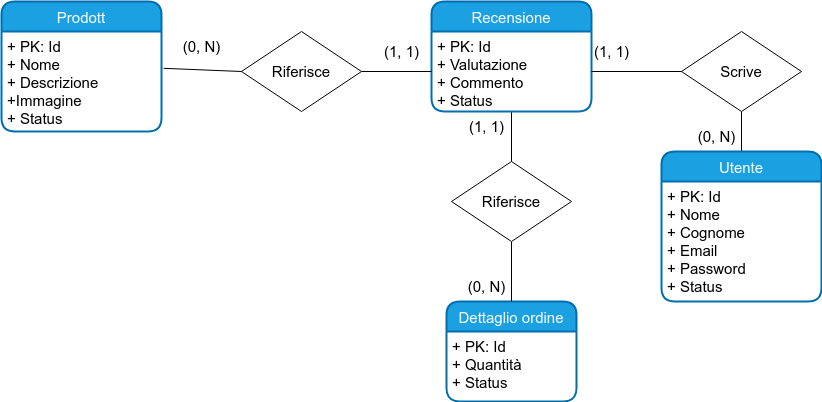 Prodott
+ PK: Id
+ Nome
+ Descrizione
+Immagine
+ Status
(0, N)
Riferisce
(1, 1)
Recensione
+ PK: Id
+ Valutazione
+ Commento
+ Status
(1, 1)
Scrive
(0, N)
Utente
+ PK: Id
+ Nome
+ Cognome
+ Email
+ Password
+ Status
(1, 1)
Riferisce
(0, N)
Dettaglio ordine
+ PK: Id
+ Quantità
+ Status